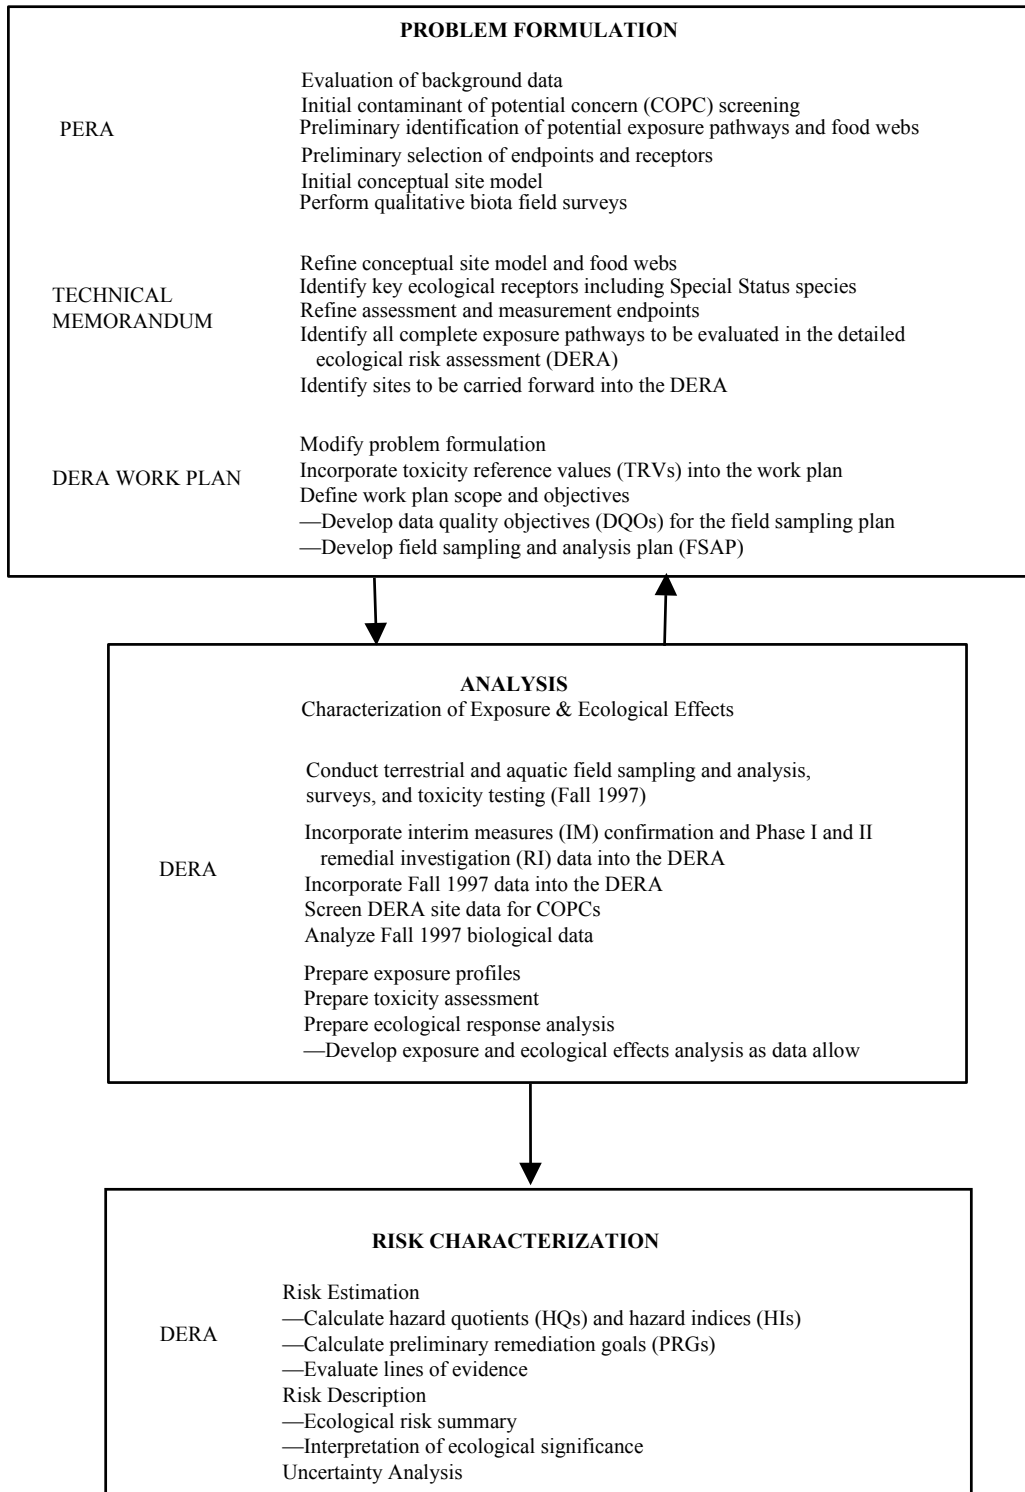 PROBLEM FORMULATION
PERA
Evaluation of background data
Initial contaminant of potential concern (COPC) screening
Preliminary identification of potential exposure pathways and food webs
Preliminary selection of endpoints and receptors
Initial conceptual site model
Perform qualitative biota field surveys
TECHNICAL
MEMORANDUM
Refine conceptual site model and food webs
Identify key ecological receptors including Special Status species
Refine assessment and measurement endpoints
Identify all complete exposure pathways to be evaluated in the detailed
ecological risk assessment (DERA)
Identify sites to be carried forward into the DERA
DERA WORK PLAN
Modify problem formulation
Incorporate toxicity reference values (TRVs) into the work plan
Define work plan scope and objectives
—Develop data quality objectives (DQOs) for the field sampling plan
—Develop field sampling and analysis plan (FSAP)
ANALYSIS
Characterization of Exposure & Ecological Effects
DERA
Conduct terrestrial and aquatic field sampling and analysis,
surveys, and toxicity testing (Fall 1997)
Incorporate interim measures (IM) confirmation and Phase I and II
remedial investigation (RI) data into the DERA
Incorporate Fall 1997 data into the DERA
Screen DERA site data for COPCs
Analyze Fall 1997 biological data
Prepare exposure profiles
Prepare toxicity assessment
Prepare ecological response analysis
—Develop exposure and ecological effects analysis as data allow
RISK CHARACTERIZATION
DERA
Risk Estimation
—Calculate hazard quotients (HQs) and hazard indices (HIs)
—Calculate preliminary remediation goals (PRGs)
—Evaluate lines of evidence
Risk Description
—Ecological risk summary
—Interpretation of ecological significance
Uncertainty Analysis